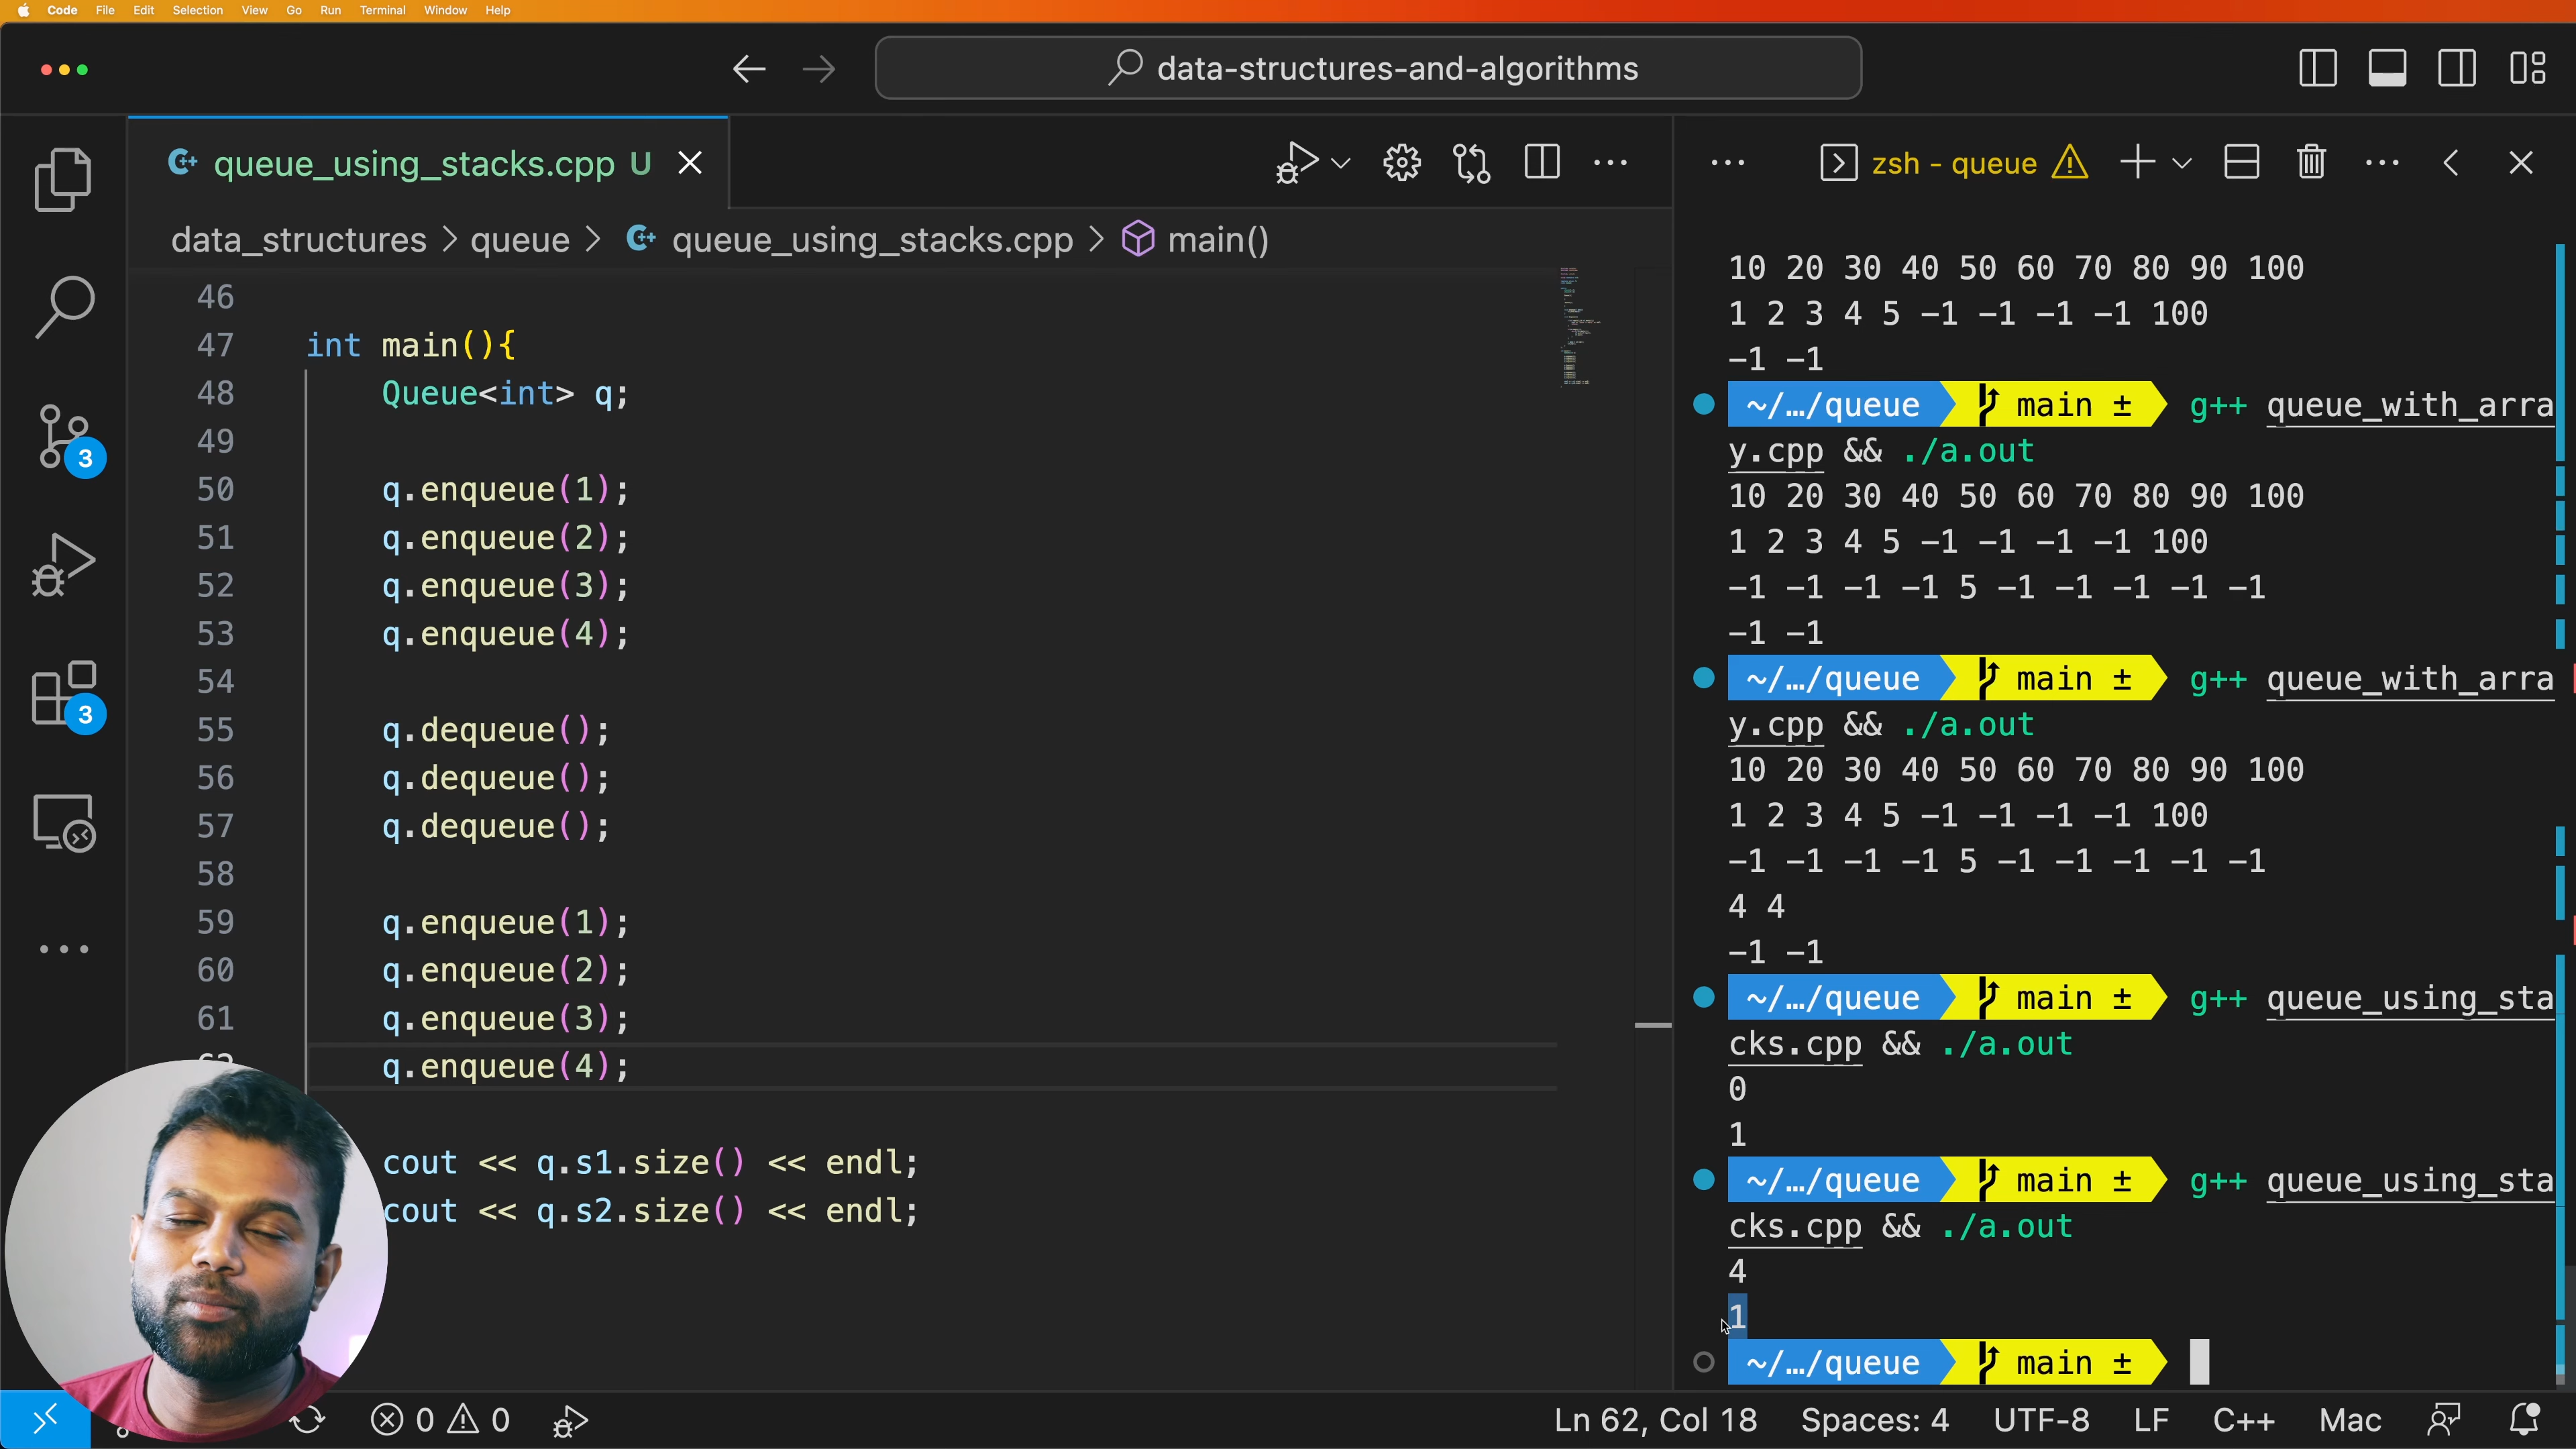 Code File Edit Selection View Go Run Terminal Window Help
data-structures-and-algorithms
queue_using_stacks.cpp U
data_structures > queue > queue_using_stacks.cpp > main()
46
47 int main(){
48 Queue<int> q;
49
50 q.enqueue(1);
51 q.enqueue(2);
52 q.enqueue(3);
53 q.enqueue(4);
54
55 q.dequeue();
56 q.dequeue();
57 q.dequeue();
58
59 q.enqueue(1);
60 q.enqueue(2);
61 q.enqueue(3);
62 q.enqueue(4);
cout << q.s1.size() << endl;
cout << q.s2.size() << endl;
3
3
zsh - queue
10 20 30 40 50 60 70 80 90 100
1 2 3 4 5 -1 -1 -1 -1 100
-1 -1
~/…/queue main ± g++ queue_with_arra
y.cpp && ./a.out
10 20 30 40 50 60 70 80 90 100
1 2 3 4 5 -1 -1 -1 -1 100
-1 -1 -1 -1 5 -1 -1 -1 -1 -1
-1 -1
~/…/queue main ± g++ queue_with_arra
y.cpp && ./a.out
10 20 30 40 50 60 70 80 90 100
1 2 3 4 5 -1 -1 -1 -1 100
-1 -1 -1 -1 5 -1 -1 -1 -1 -1
4 4
-1 -1
~/…/queue main ± g++ queue_using_sta
cks.cpp && ./a.out
0
1
~/…/queue main ± g++ queue_using_sta
cks.cpp && ./a.out
4
1
~/…/queue main ±
0 0
Ln 62, Col 18 Spaces: 4 UTF-8 LF C++ Mac